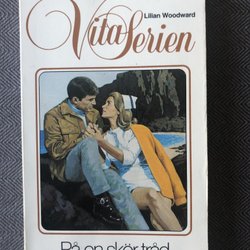 Lilian Woodward
Vita Serien
På en skör tråd